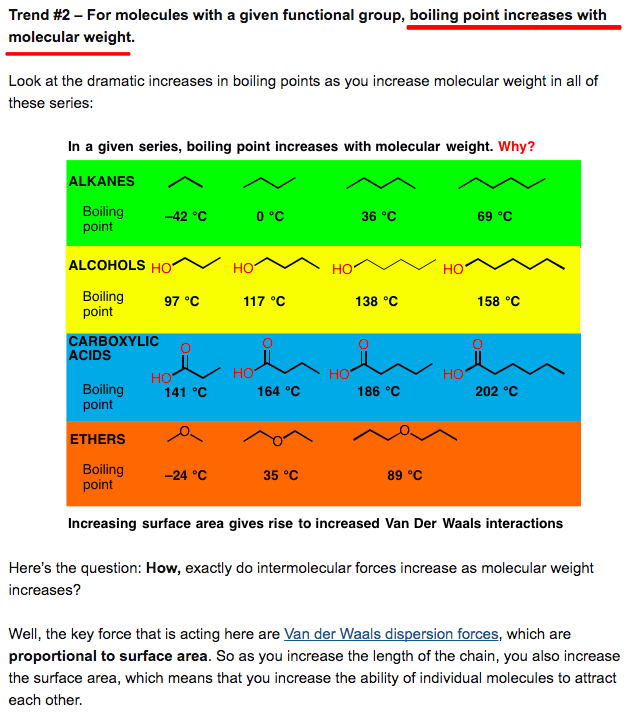 Trend #2 – For molecules with a given functional group, boiling point increases with
molecular weight.
Look at the dramatic increases in boiling points as you increase molecular weight in all of
these series:
In a given series, boiling point increases with molecular weight. Why?
ALKANES
Boiling
point
–42 °C 0 °C 36 °C 69 °C
ALCOHOLS HO HO HO HO
Boiling
point
97 °C 117 °C 138 °C 158 °C
CARBOXYLIC
ACIDS
O O O O
HO HO HO HO
Boiling
point
141 °C 164 °C 186 °C 202 °C
ETHERS O O O
Boiling
point
–24 °C 35 °C 89 °C
Increasing surface area gives rise to increased Van Der Waals interactions
Here’s the question: How, exactly do intermolecular forces increase as molecular weight
increases?
Well, the key force that is acting here are Van der Waals dispersion forces, which are
proportional to surface area. So as you increase the length of the chain, you also increase
the surface area, which means that you increase the ability of individual molecules to attract
each other.